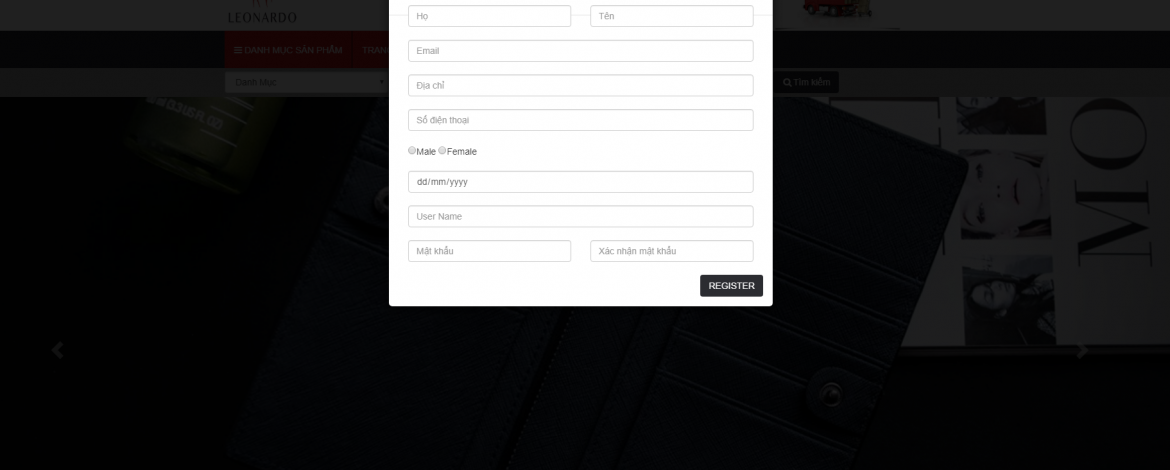 LEONARDO
Họ
Tên
DANH MỤC SẢN PHẨM
TRAN
Email
Danh Mục
Tìm kiếm
Địa chỉ
Số điện thoại
Male Female
dd/mm/yyyy
User Name
Mật khẩu
Xác nhận mật khẩu
REGISTER
MO